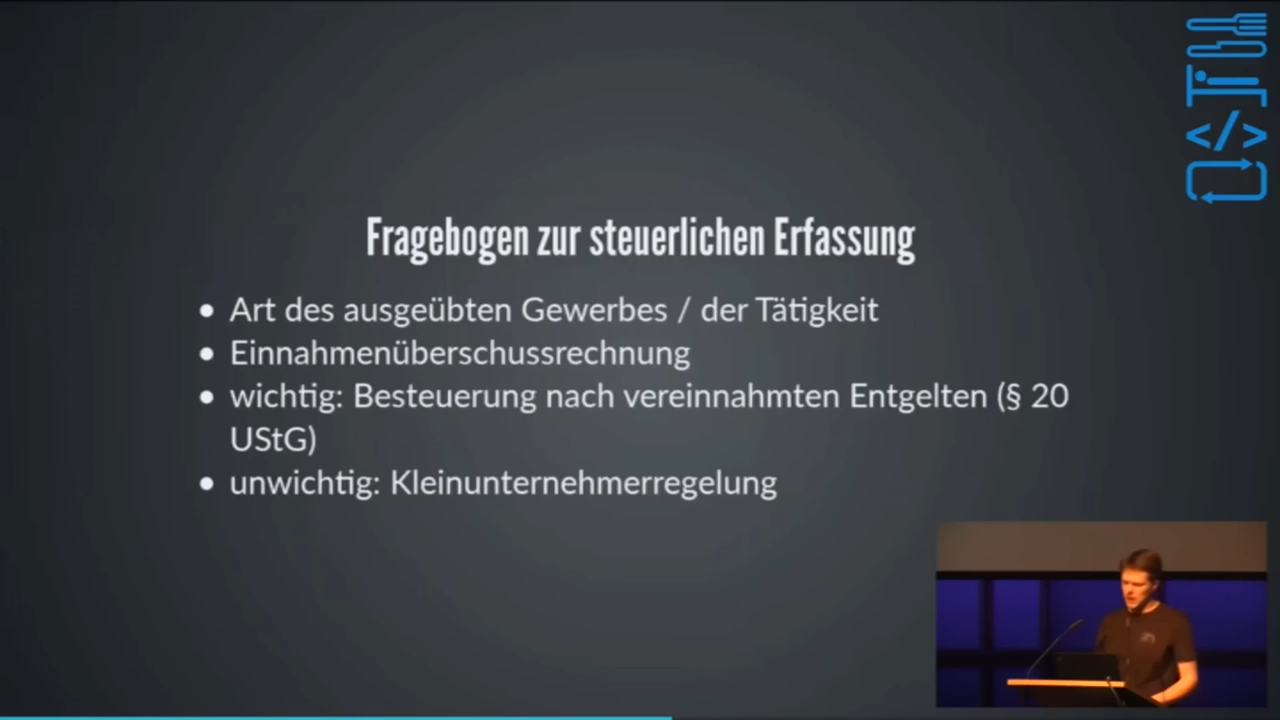 Fragebogen zur steuerlichen Erfassung
• Art des ausgeübten Gewerbes / der Tätigkeit
• Einnahmenüberschussrechnung
• wichtig: Besteuerung nach vereinnahmten Entgelten (§ 20
UStG)
• unwichtig: Kleinunternehmerregelung